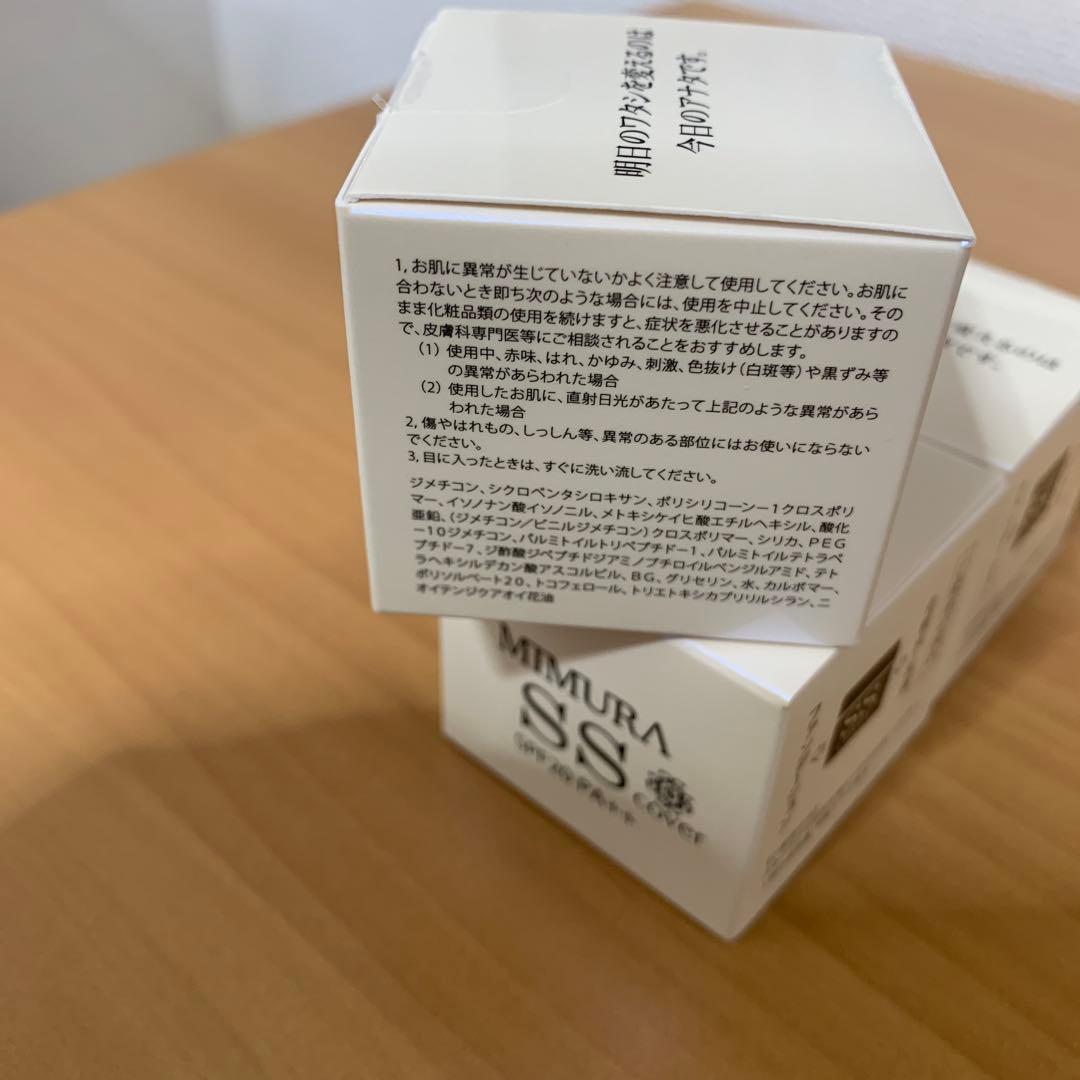 明日のワタシを変えるのは
今日のアナタです。
1, お肌に異常が生じていないかよく注意して使用してください。お肌に
合わないとき即ち次のような場合には、使用を中止してください。その
まま化粧品類の使用を続けますと、症状を悪化させることがありますの
で、皮膚科専門医等にご相談されることをおすすめします。
(1) 使用中、赤味、はれ、かゆみ、刺激、色抜け(白斑等)や黒ずみ等
の異常があらわれた場合
(2) 使用したお肌に、直射日光があたって上記のような異常があら
われた場合
2, 傷やはれもの、しっしん等、異常のある部位にはお使いにならない
でください。
3, 目に入ったときは、すぐに洗い流してください。
ジメチコン、シクロペンタシロキサン、ポリシリコーン-1クロスポリ
マー、イソノナン酸イソノニル、メトキシケイヒ酸エチルヘキシル、酸化
亜鉛、(ジメチコン/ビニルジメチコン)クロスポリマー、シリカ、PEG
-10ジメチコン、パルミトイルトリペプチド-1、パルミトイルテトラペ
プチド-7、ジ酢酸ジペプチドジアミノブチロイルベンジルアミド、テト
ラヘキシルデカン酸アスコルビル、BG、グリセリン、水、カルボマー、
ポリソルベート20、トコフェロール、トリエトキシカプリリルシラン、ニ
オイテンジクアオイ花油
MIMURA
SS
cover
SPF20 PA++